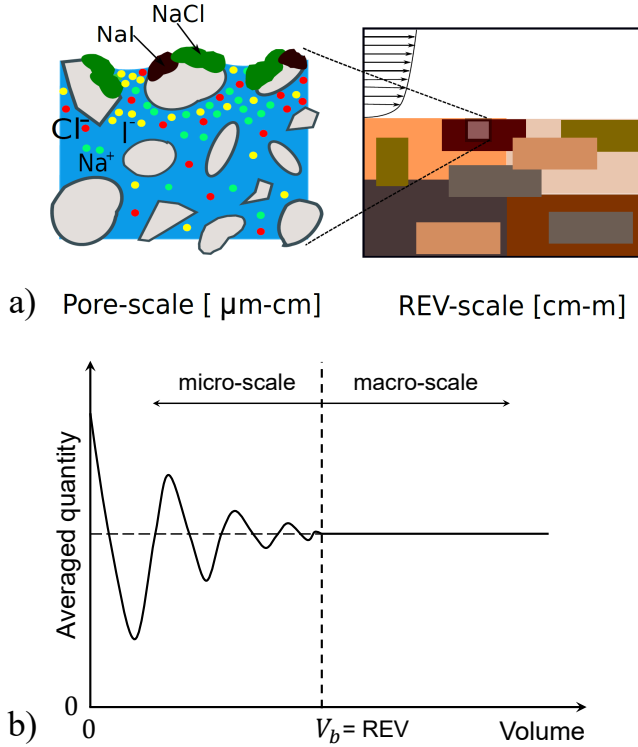 NaCl
NaI
Cl⁻
I⁻
Na⁺
a) Pore-scale [ μm-cm] REV-scale [cm-m]
micro-scale macro-scale
Averaged quantity
0
0
V_b = REV
Volume
b)